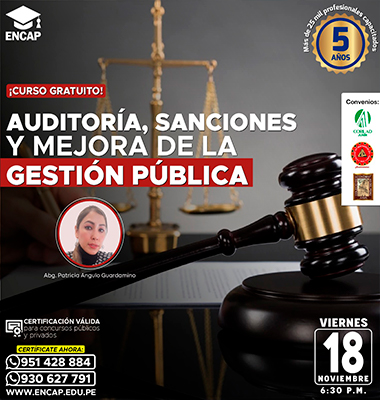 ENCAP
Más de 25 mil profesionales capacitados
5
AÑOS
¡CURSO GRATUITO!
Convenios:
AUDITORÍA, SANCIONES
Y MEJORA DE LA
GESTIÓN PÚBLICA
CORLAD
Abg. Patricia Angulo Guardamino
CERTIFICACIÓN VÁLIDA
para concursos públicos
y privados
CERTIFÍCATE AHORA:
951 428 884
930 627 791
WWW.ENCAP.EDU.PE
VIERNES
18
NOVIEMBRE
6:30 P.M.